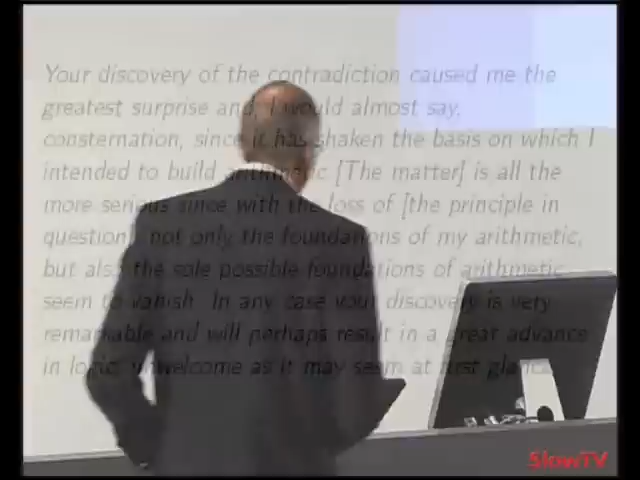 Your discovery of the contradiction caused me the
greatest surprise and, I would almost say,
consternation, since it has shaken the basis on which I
intended to build arithmetic [The matter] is all the
more serious since with the loss of [the principle in
question] not only the foundations of my arithmetic,
but also the sole possible foundations of arithmetic
seem to vanish. In any case your discovery is very
remarkable and will perhaps result in a great advance
in logic, unwelcome as it may seem at first glance.
SlowTV